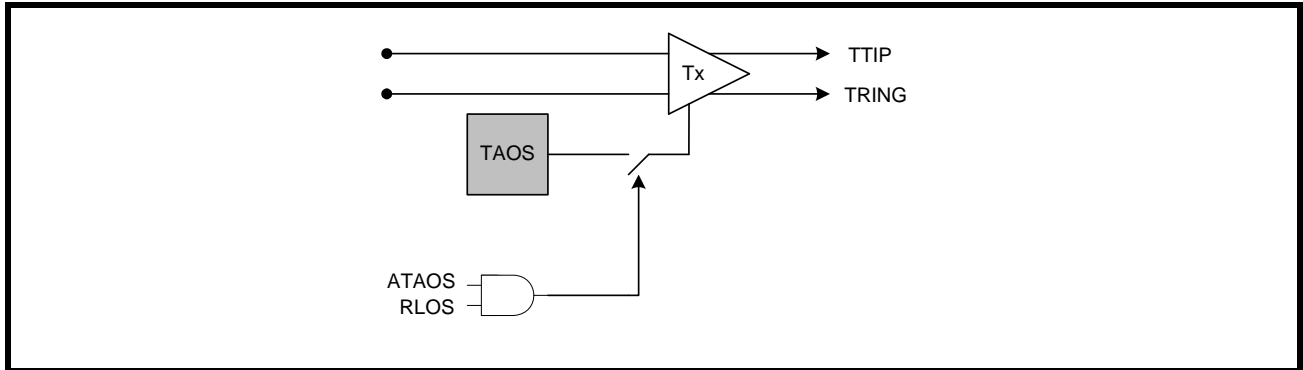 TTIP
Tx
TRING
TAOS
ATAOS
RLOS